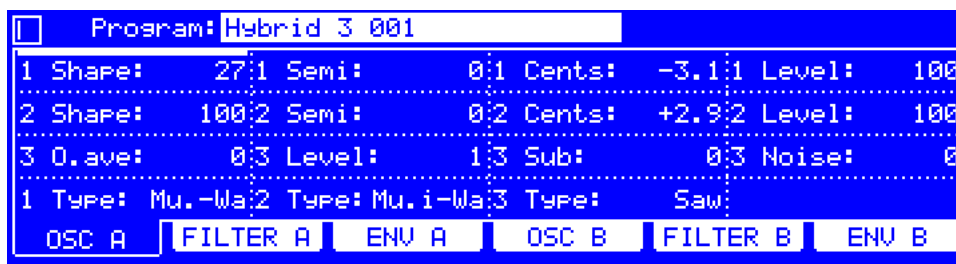 Program: Hybrid 3 001
1 Shape: 27 1 Semi: 0 1 Cents: -3.1 1 Level: 100
2 Shape: 100 2 Semi: 0 2 Cents: +2.9 2 Level: 100
3 O.ave: 0 3 Level: 1 3 Sub: 0 3 Noise: 0
1 Type: Mu.-Wa 2 Type: Mu.i-Wa 3 Type: Saw
OSC A FILTER A ENV A OSC B FILTER B ENV B